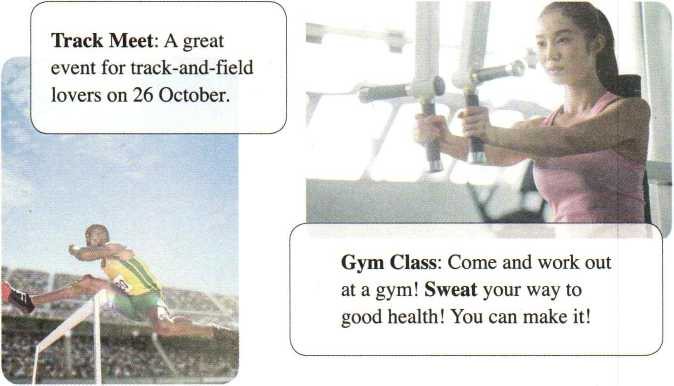 Track Meet: A great
event for track-and-field
lovers on 26 October.
Gym Class: Come and work out
at a gym! Sweat your way to
good health! You can make it!